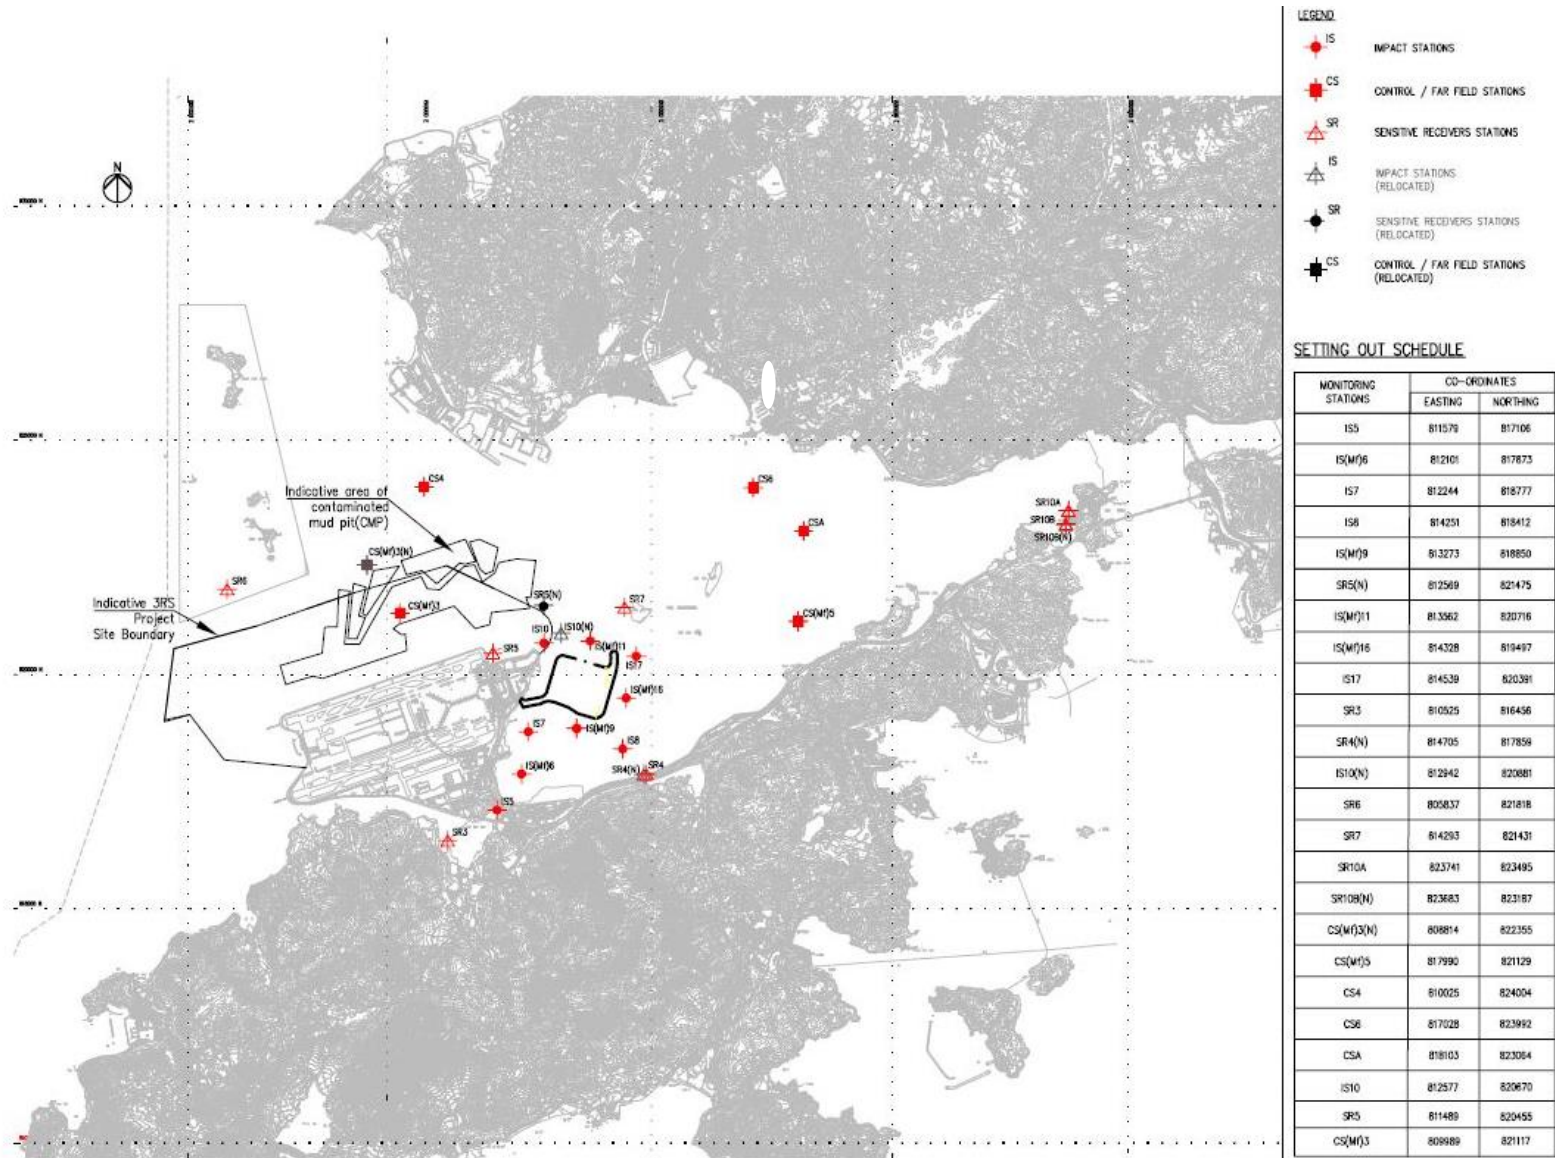 N
CS4
CS6
Indicative area of
contaminated
mud pit(CMP)
CSA
SR10A
SR10B
SR10B(N)
CS(Mf)3(N)
SR6
Indicative 3RS
Project
Site Boundary
CS(Mf)3
SR5(N)
S17
CS(Mf)5
IS10
IS10(N)
IS(Mf)11
SR5
IS17
IS(Mf)16
IS7
IS(Mf)9
IS8
IS(Mf)6
SR4(N)
SR4
IS5
SR3
LEGEND
IS
IMPACT STATIONS
CS
CONTROL / FAR FIELD STATIONS
SR
SENSITIVE RECEIVERS STATIONS
IS
IMPACT STATIONS
(RELOCATED)
SR
SENSITIVE RECEIVERS STATIONS
(RELOCATED)
CS
CONTROL / FAR FIELD STATIONS
(RELOCATED)
SETTING OUT SCHEDULE
MONITORING STATIONS CO-ORDINATES
EASTING NORTHING
IS5 811579 817106
IS(Mf)6 812101 817873
IS7 812244 818777
IS8 814251 818412
IS(Mf)9 813273 818850
SR5(N) 812569 821475
IS(Mf)11 813562 820716
IS(Mf)16 814328 819497
IS17 814539 820391
SR3 810525 816456
SR4(N) 814705 817859
IS10(N) 812942 820881
SR6 805837 821818
SR7 814293 821431
SR10A 823741 823495
SR10B(N) 823683 823187
CS(Mf)3(N) 808814 822355
CS(Mf)5 817990 821129
CS4 810025 824004
CS6 817028 823992
CSA 818103 823064
IS10 812577 820670
SR5 811489 820455
CS(Mf)3 809989 821117